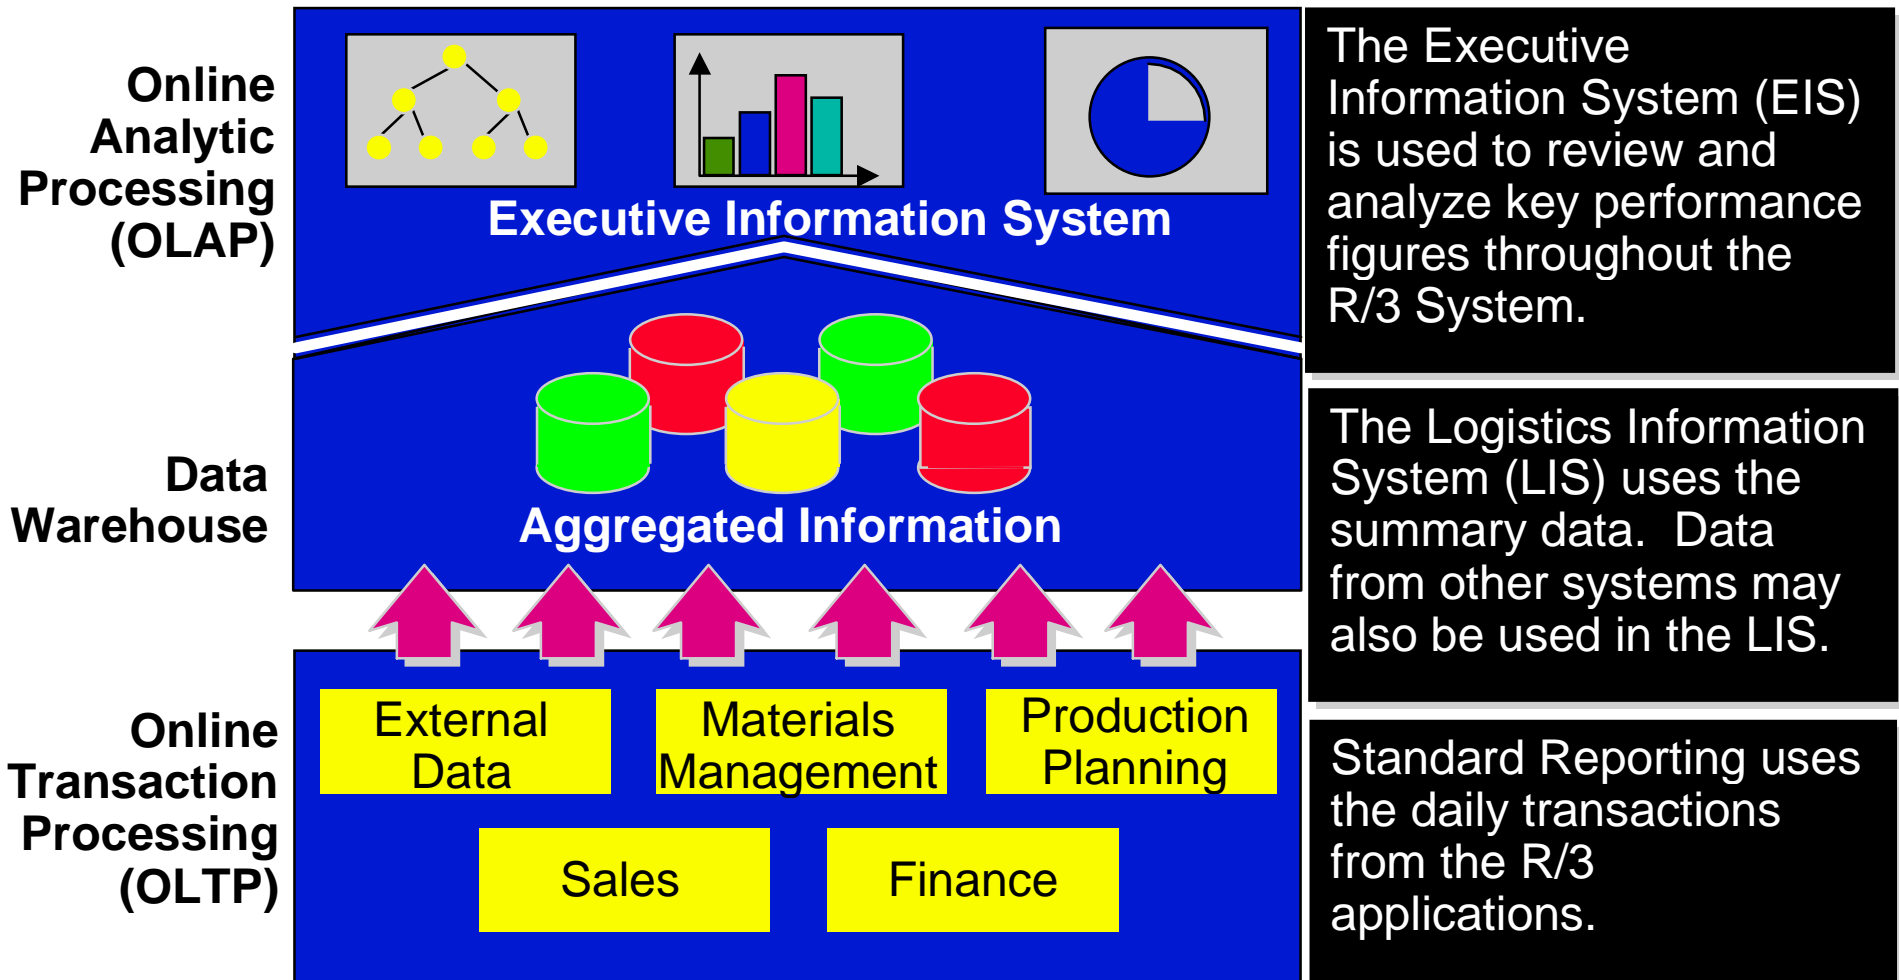 Online
Analytic
Processing
(OLAP)
Executive Information System
The Executive
Information System (EIS)
is used to review and
analyze key performance
figures throughout the
R/3 System.
Data
Warehouse
Aggregated Information
The Logistics Information
System (LIS) uses the
summary data.  Data
from other systems may
also be used in the LIS.
Online
Transaction
Processing
(OLTP)
External
Data
Materials
Management
Production
Planning
Sales
Finance
Standard Reporting uses
the daily transactions
from the R/3
applications.